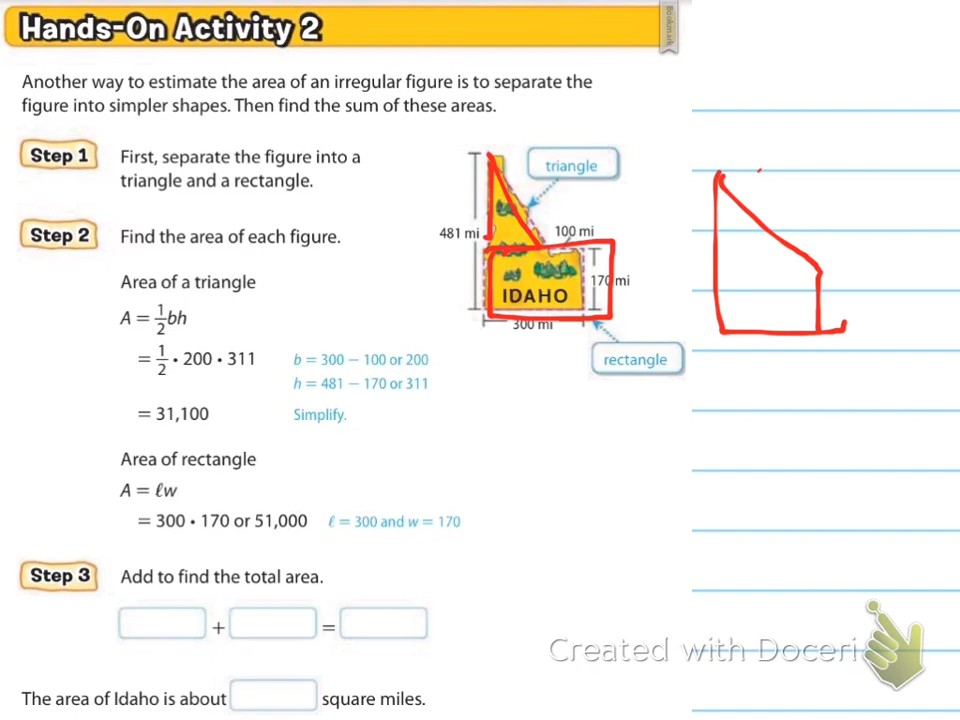 Hands-On Activity 2
Bookmark
Another way to estimate the area of an irregular figure is to separate the
figure into simpler shapes. Then find the sum of these areas.
Step 1
First, separate the figure into a
triangle and a rectangle.
triangle
481 mi
100 mi
170 mi
IDAHO
300 mi
rectangle
Step 2
Find the area of each figure.
Area of a triangle
A = 1/2 bh
= 1/2 • 200 • 311 b = 300 − 100 or 200
h = 481 − 170 or 311
= 31,100 Simplify.
Area of rectangle
A = ℓw
= 300 • 170 or 51,000 ℓ = 300 and w = 170
Step 3
Add to find the total area.
+ =
The area of Idaho is about square miles.
Created with Doceri